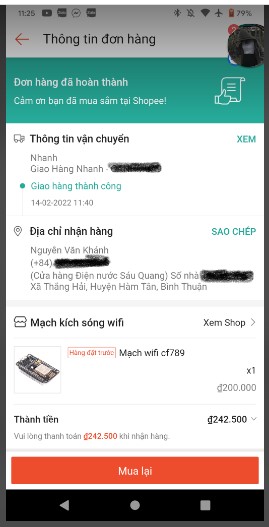 11:25
79%
Thông tin đơn hàng
Đơn hàng đã hoàn thành
Cảm ơn bạn đã mua sắm tại Shopee!
Thông tin vận chuyển XEM
Nhanh
Giao Hàng Nhanh -
Giao hàng thành công
14-02-2022 11:40
Địa chỉ nhận hàng SAO CHÉP
Nguyễn Văn Khánh
(+84)
(Cửa hàng Điện nước Sáu Quang) Số nhà
Xã Thắng Hải, Huyện Hàm Tân, Bình Thuận
Mạch kích sóng wifi Xem Shop
Hàng đặt trước Mạch wifi cf789
x1
₫200.000
Thành tiền ₫242.500
Vui lòng thanh toán ₫242.500 khi nhận hàng.
Mua lại